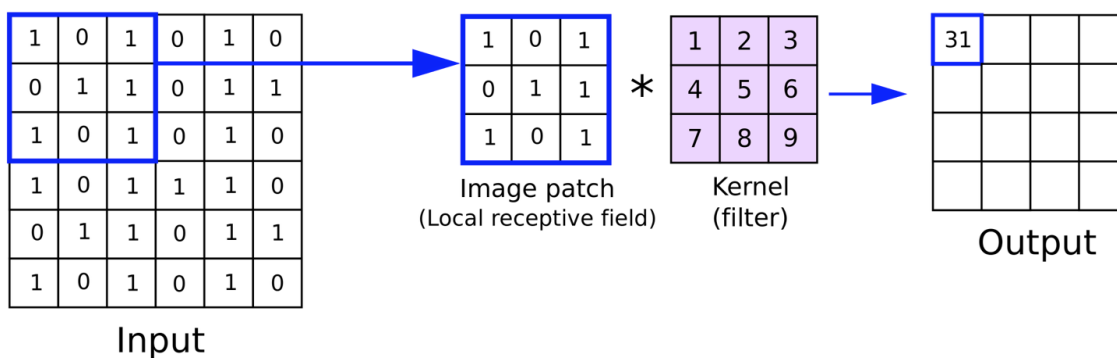 1 0 1 0 1 0
0 1 1 0 1 1
1 0 1 0 1 0
1 0 1 1 1 0
0 1 1 0 1 1
1 0 1 0 1 0
Input
1 0 1
0 1 1
1 0 1
Image patch
(Local receptive field)
*
1 2 3
4 5 6
7 8 9
Kernel
(filter)
31
Output